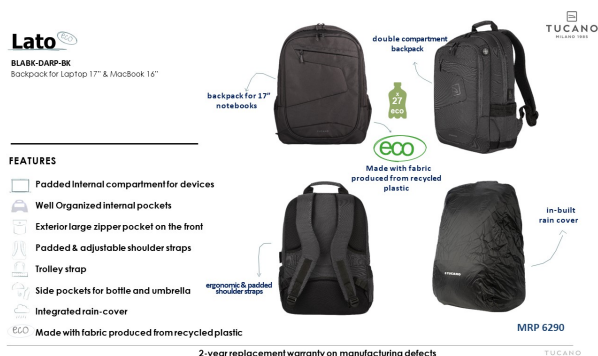 Lato eco
BLABK-DARP-BK
Backpack for Laptop 17" & MacBook 16"
TUCANO
MILANO 1985
double compartment
backpack
backpack for 17"
notebooks
x
27
eco
eco
Made with fabric
produced from recycled
plastic
FEATURES
Padded Internal compartment for devices
Well Organized internal pockets
Exterior large zipper pocket on the front
Padded & adjustable shoulder straps
Trolley strap
Side pockets for bottle and umbrella
Integrated rain-cover
eco Made with fabric produced from recycled plastic
ergonomic & padded
shoulder straps
in-built
rain cover
TUCANO
MRP 6290
2-year replacement warranty on manufacturing defects
TUCANO